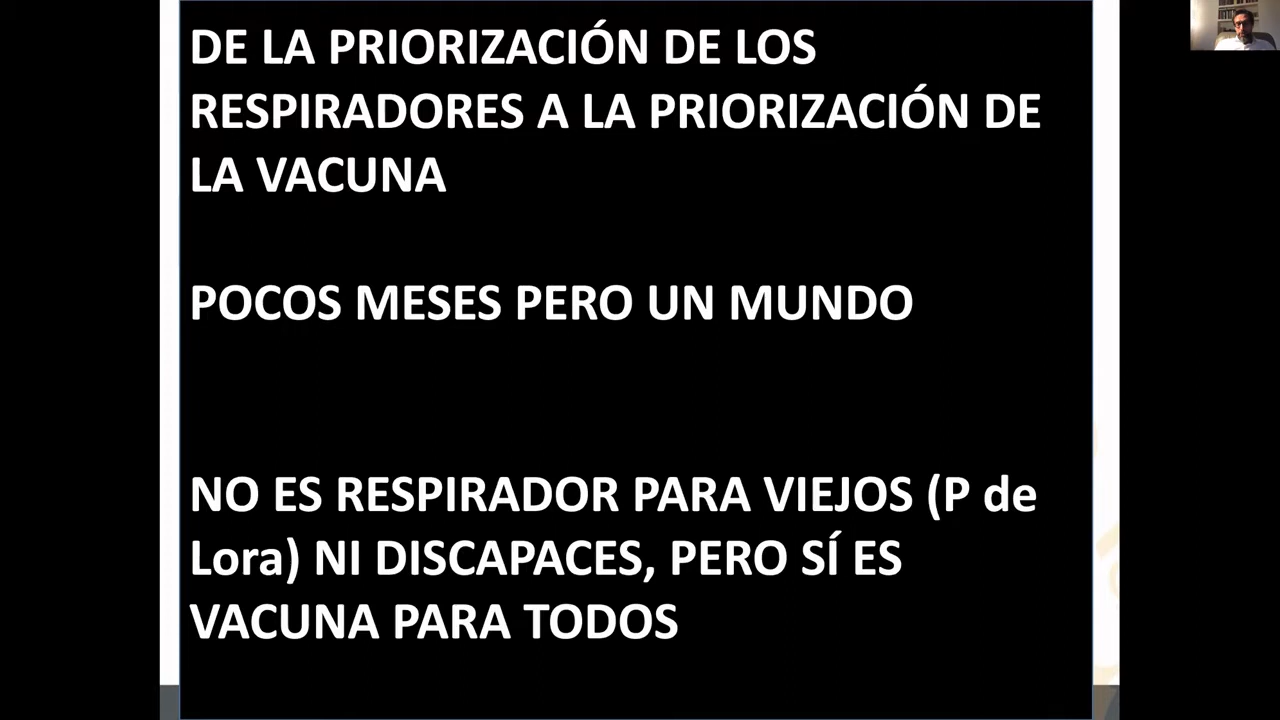 DE LA PRIORIZACIÓN DE LOS
RESPIRADORES A LA PRIORIZACIÓN DE
LA VACUNA
POCOS MESES PERO UN MUNDO
NO ES RESPIRADOR PARA VIEJOS (P de
Lora) NI DISCAPACES, PERO SÍ ES
VACUNA PARA TODOS